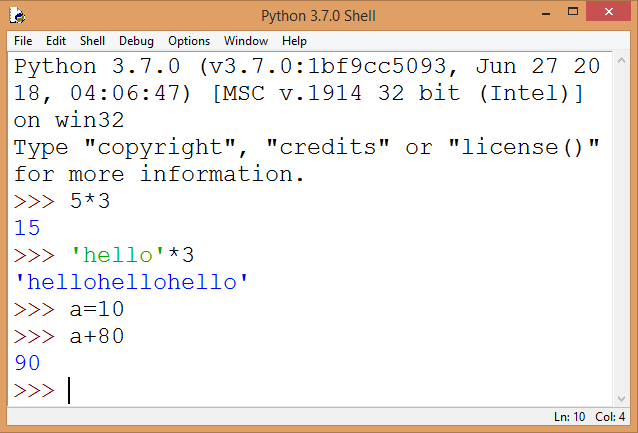 Python 3.7.0 Shell
File Edit Shell Debug Options Window Help
Python 3.7.0 (v3.7.0:1bf9cc5093, Jun 27 20
18, 04:06:47) [MSC v.1914 32 bit (Intel)]
on win32
Type "copyright", "credits" or "license()"
for more information.
>>> 5*3
15
>>> 'hello'*3
'hellohellohello'
>>> a=10
>>> a+80
90
>>>
Ln: 10 Col: 4